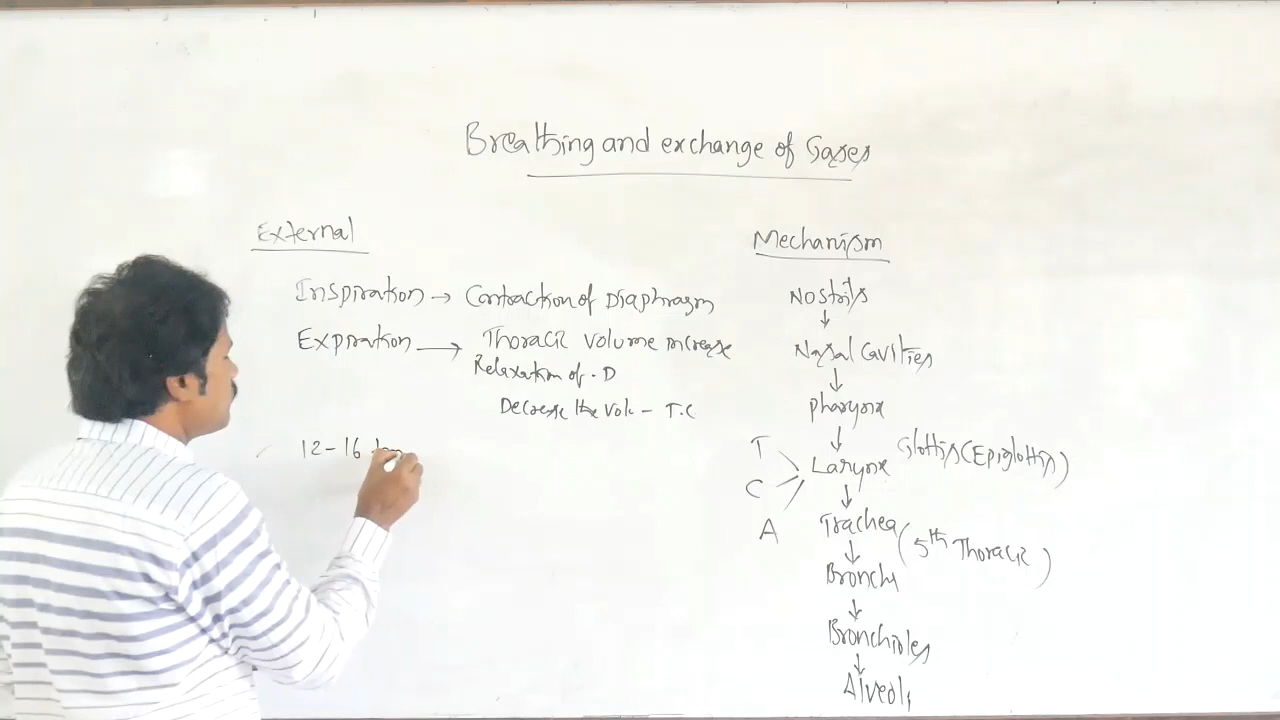 Breathing and exchange of Gases
External
Inspiration → Contraction of Diaphragm
Expiration → Thoracic volume increase
Relaxation of . D
Decrease the Volu - T.C
12-16
Mechanism
Nostrils
↓
Nasal Cavities
↓
Pharynx
↓
T
C
A
Larynx Glottis (Epiglottis)
↓
Trachea (5th Thoracic)
↓
Bronchi
↓
Bronchioles
↓
Alveoli